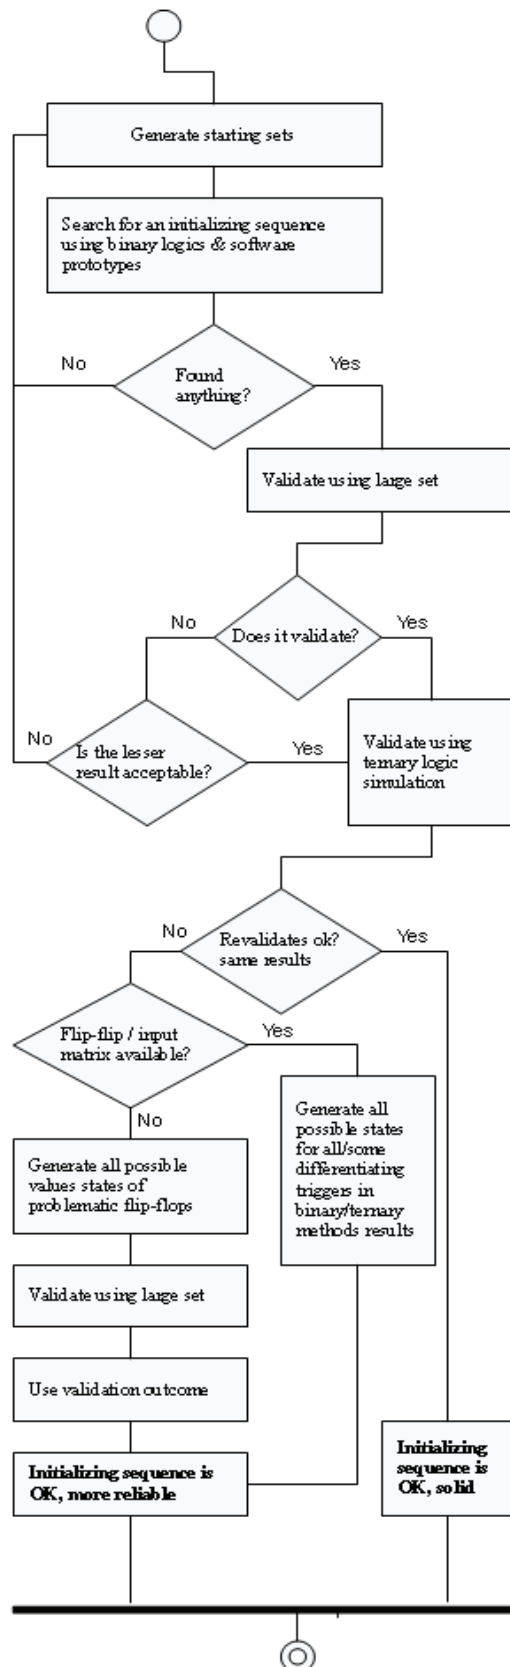 Generate starting sets
Search for an initializing sequence
using binary logics & software
prototypes
No
Yes
Found
anything?
Validate using large set
No
Yes
Does it validate?
No
Is the lesser
result acceptable?
Yes
Validate using
ternary logic
simulation
No
Revalidates ok?
same results
Yes
Flip-flip / input
matrix available?
Yes
No
Generate all
possible states
for all/some
differentiating
triggers in
binary/ternary
methods results
Generate all possible
values states of
problematic flip-flops
Validate using large set
Use validation outcome
Initializing sequence is
OK, more reliable
Initializing
sequence is
OK, solid